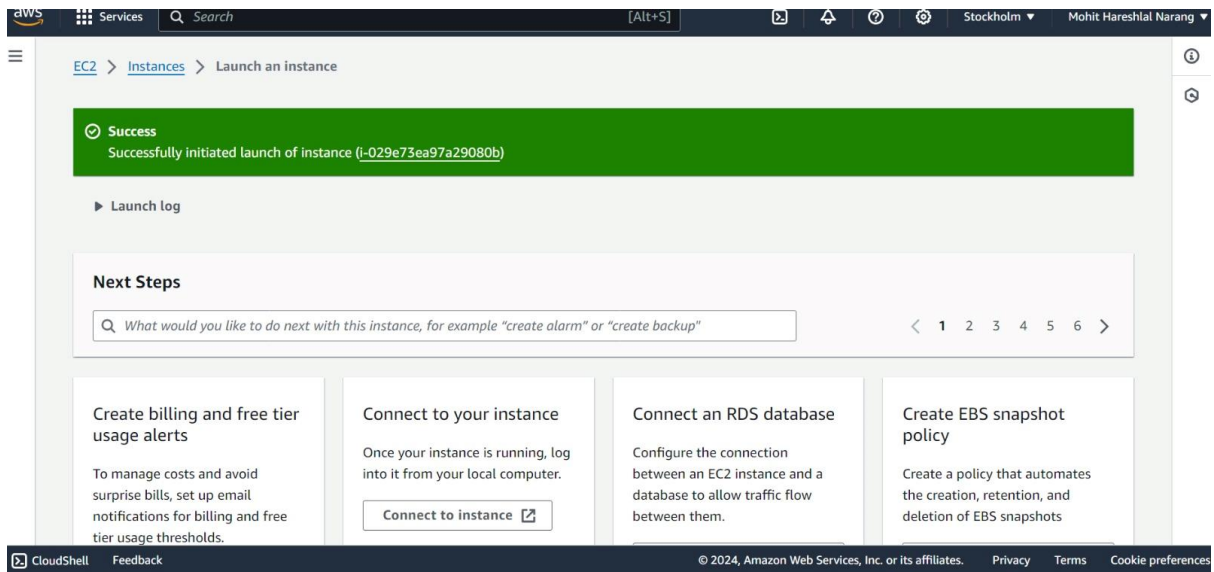 aws Services Search [Alt+S] Stockholm ▼ Mohit Hareshlal Narang ▼
EC2 > Instances > Launch an instance
Success
Successfully initiated launch of instance (i-029e73ea97a29080b)
▶ Launch log
Next Steps
What would you like to do next with this instance, for example “create alarm” or “create backup”
< 1 2 3 4 5 6 >
Create billing and free tier
usage alerts
To manage costs and avoid
surprise bills, set up email
notifications for billing and free
tier usage thresholds.
Connect to your instance
Once your instance is running, log
into it from your local computer.
Connect to instance
Connect an RDS database
Configure the connection
between an EC2 instance and a
database to allow traffic flow
between them.
Create EBS snapshot
policy
Create a policy that automates
the creation, retention, and
deletion of EBS snapshots
CloudShell Feedback © 2024, Amazon Web Services, Inc. or its affiliates. Privacy Terms Cookie preferences